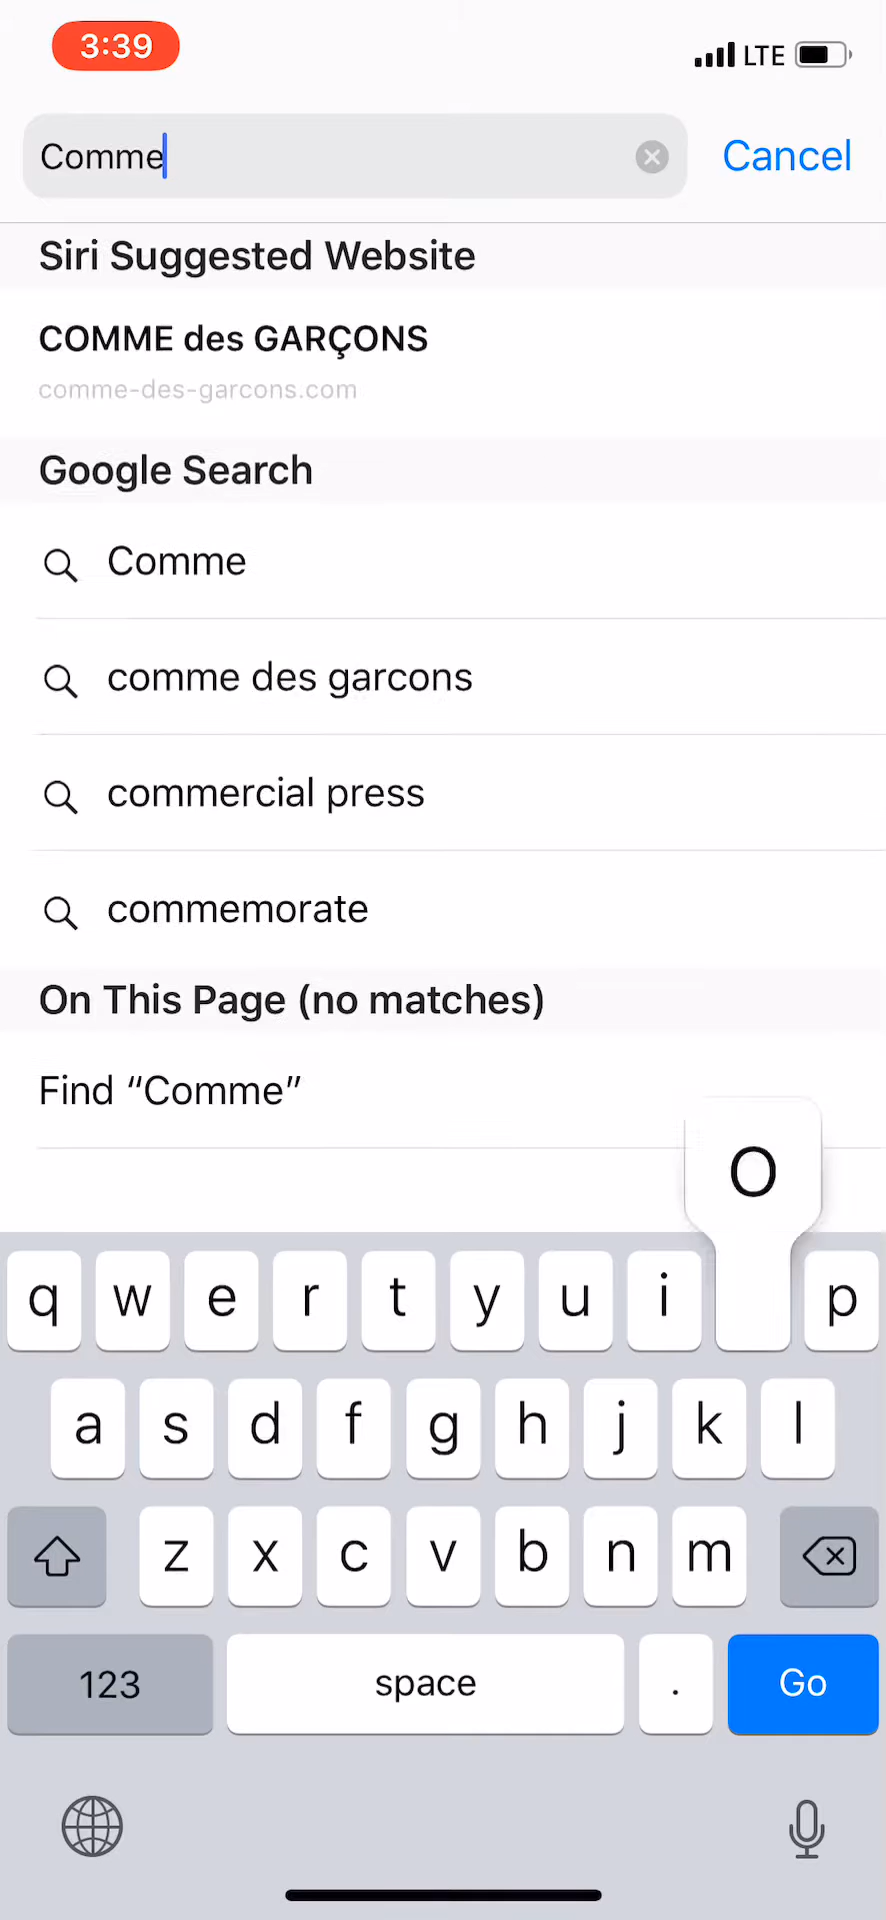 3:39
LTE
Comme
Cancel
Siri Suggested Website
COMME des GARÇONS
comme-des-garcons.com
Google Search
Comme
comme des garcons
commercial press
commemorate
On This Page (no matches)
Find “Comme”
O
q w e r t y u i p
a s d f g h j k l
z x c v b n m
123 space . Go